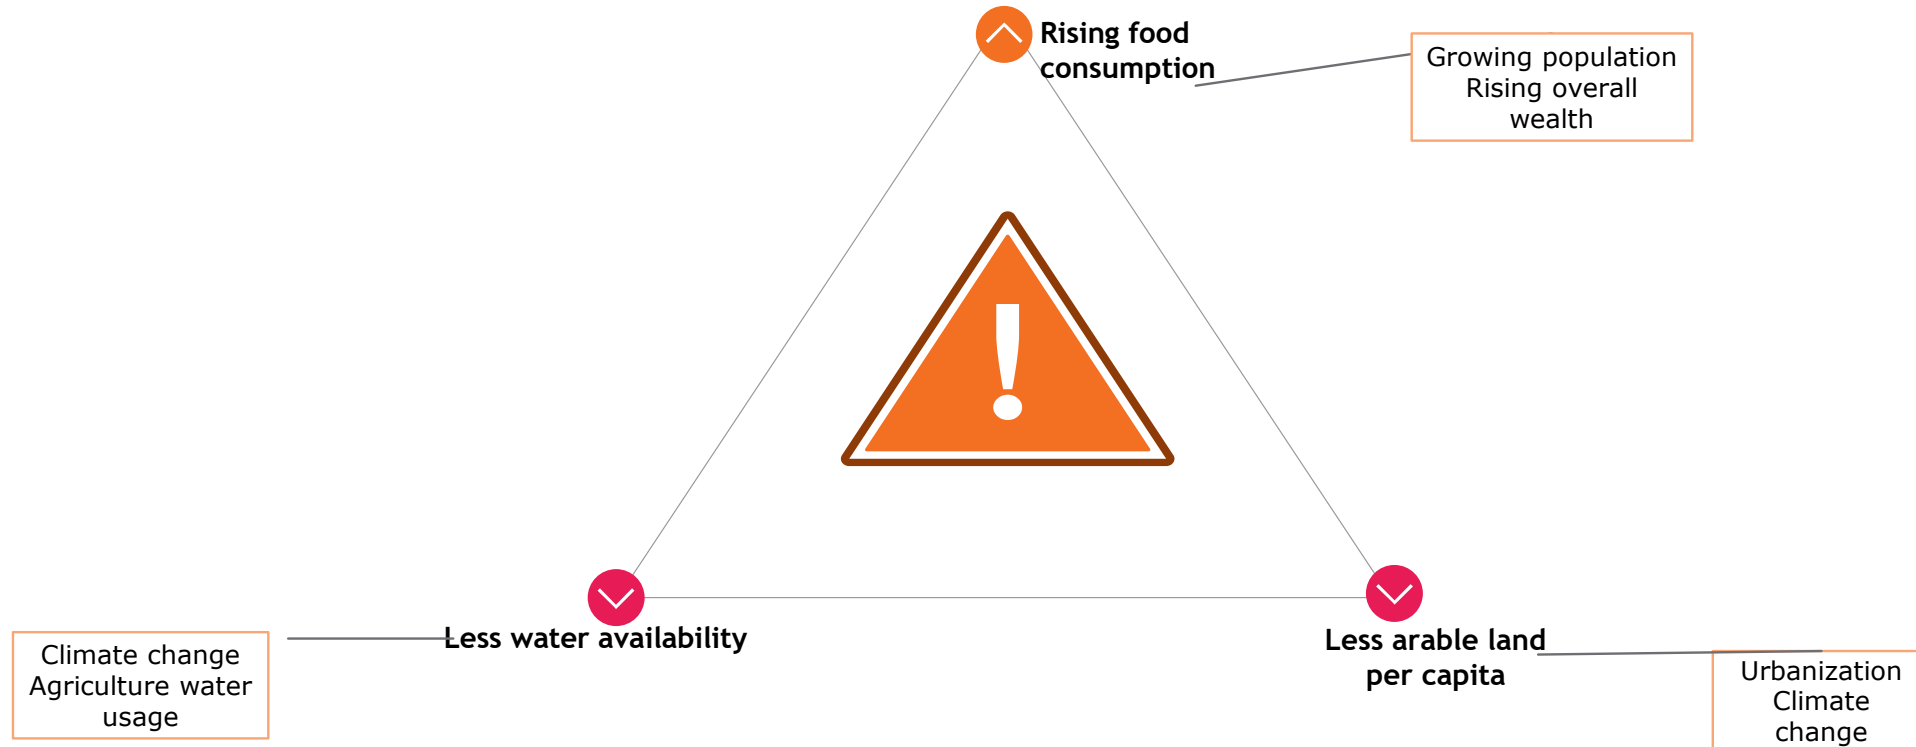 Rising food
consumption
Growing population
Rising overall
wealth
!
Less water availability
Climate change
Agriculture water
usage
Less arable land
per capita
Urbanization
Climate
change